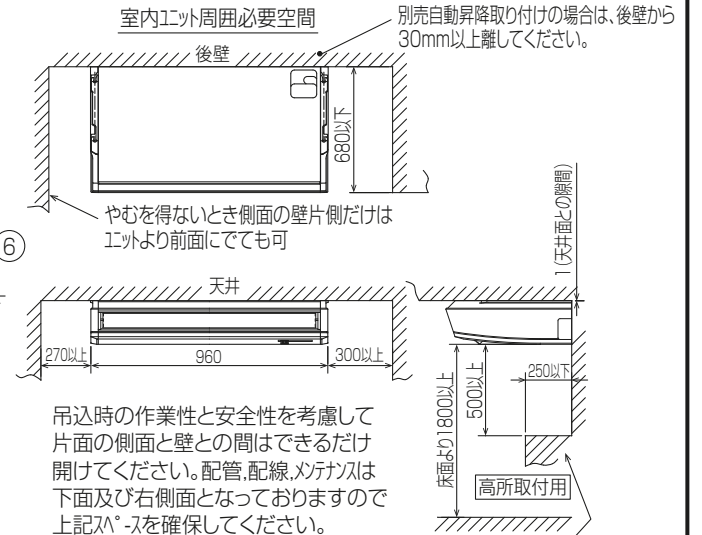 室内ユニット周囲必要空間
別売自動昇降取り付けの場合は、後壁から
30mm以上離してください。
後壁
680以下
やむを得ないとき側面の壁片側だけは
ユニットより前面にでても可
6
1(天井面との隙間)
天井
270以上
960
300以上
床面より1800以上
500以上
250以下
高所取付用
吊込時の作業性と安全性を考慮して
片面の側面と壁との間はできるだけ
開けてください。配管,配線,メンテナンスは
下面及び右側面となっておりますので
上記スペースを確保してください。